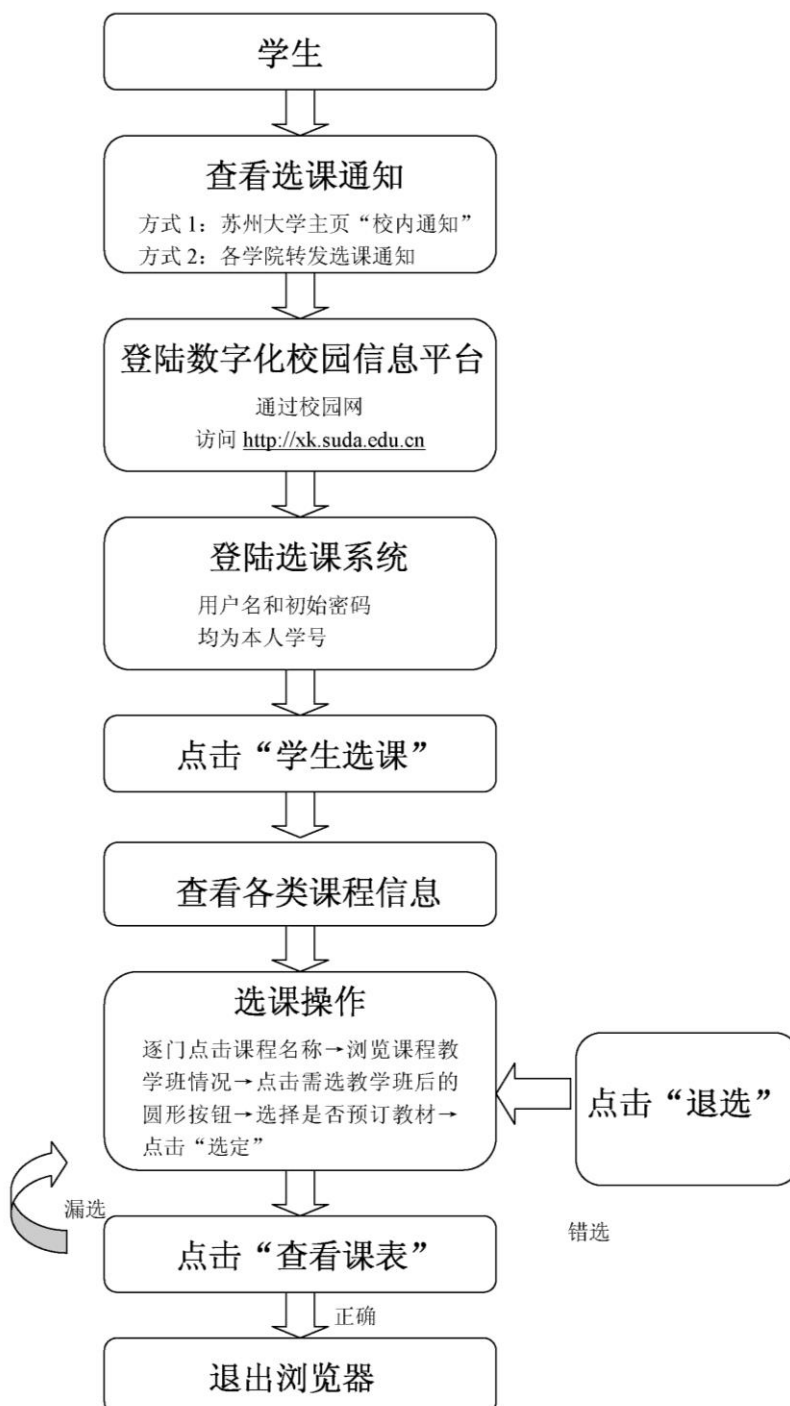 学生
查看选课通知
方式 1：苏州大学主页“校内通知”
方式 2：各学院转发选课通知
登陆数字化校园信息平台
通过校园网
访问 http://xk.suda.edu.cn
登陆选课系统
用户名和初始密码
均为本人学号
点击“学生选课”
查看各类课程信息
选课操作
逐门点击课程名称→浏览课程教
学班情况→点击需选教学班后的
圆形按钮→选择是否预订教材→
点击“选定”
点击“退选”
漏选
错选
点击“查看课表”
正确
退出浏览器